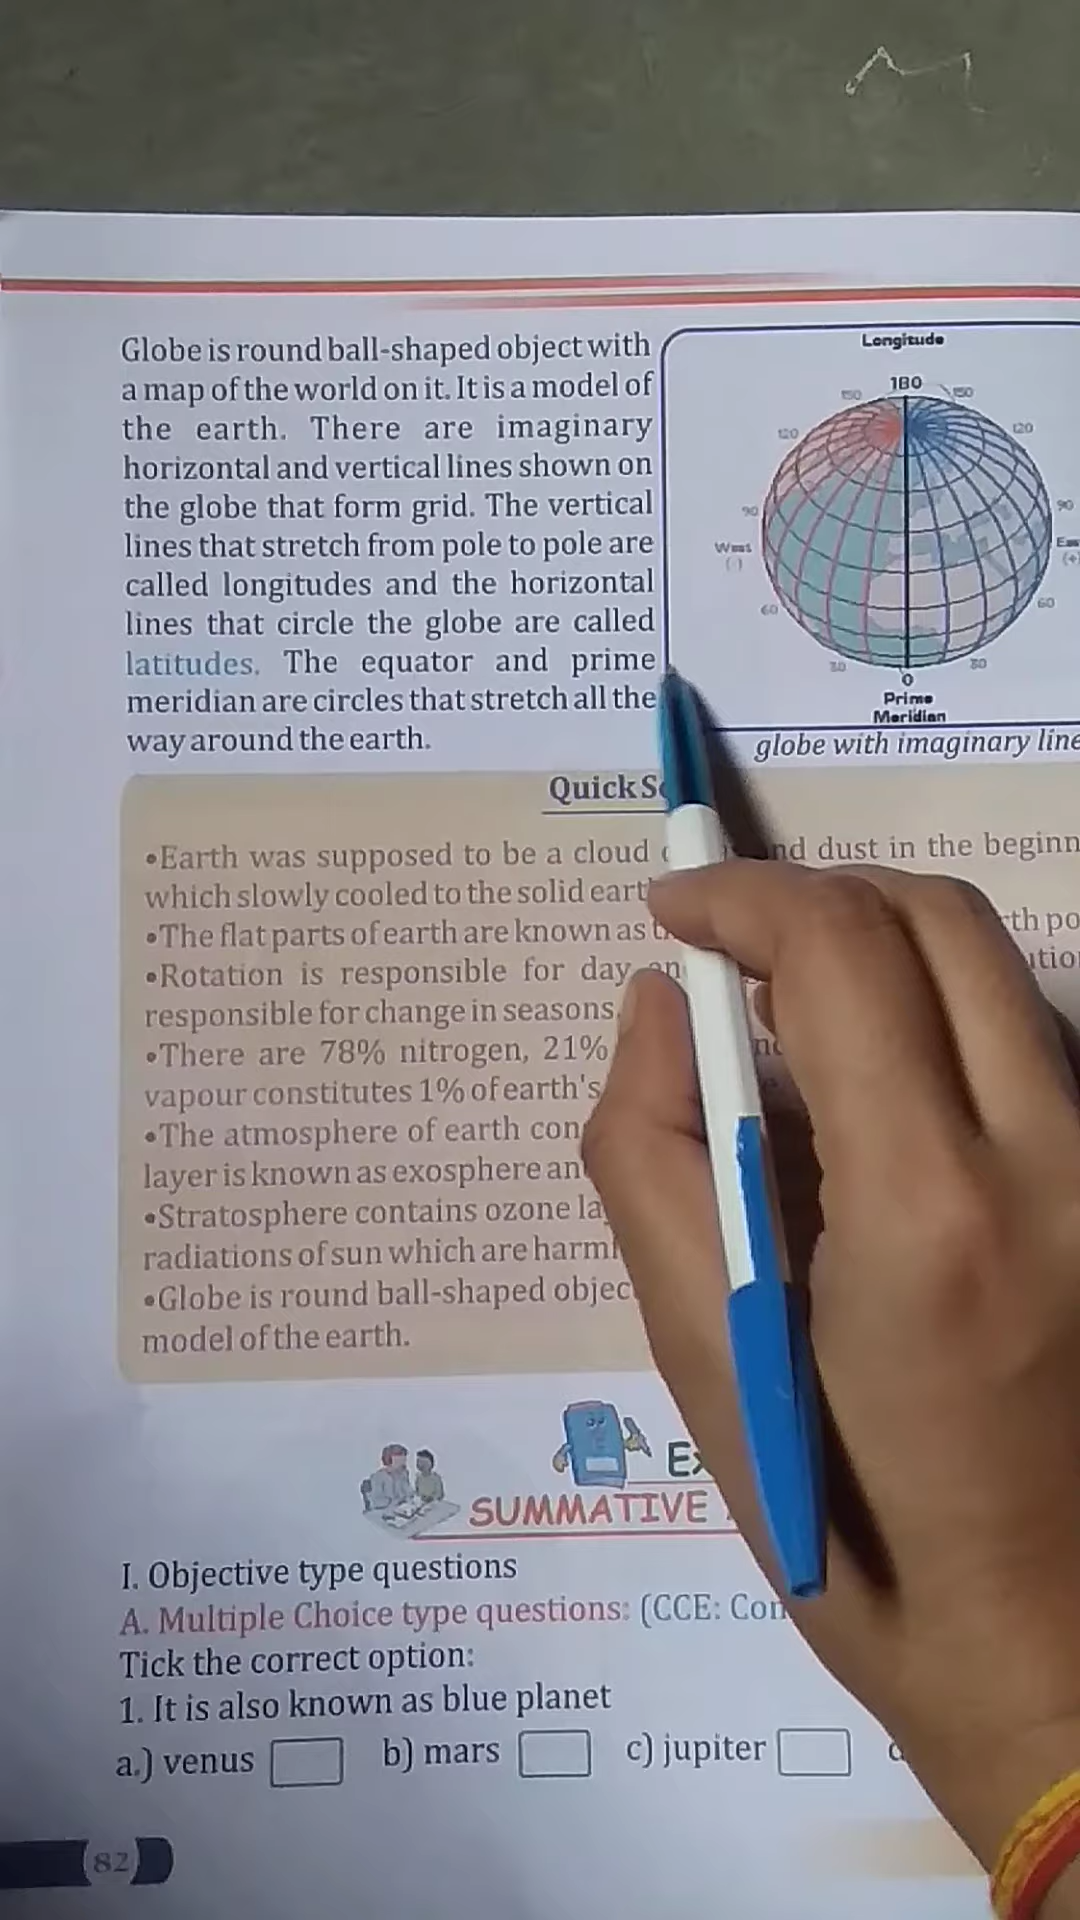 Globe is round ball-shaped object with
a map of the world on it. It is a model of
the earth. There are imaginary
horizontal and vertical lines shown on
the globe that form grid. The vertical
lines that stretch from pole to pole are
called longitudes and the horizontal
lines that circle the globe are called
latitudes. The equator and prime
meridian are circles that stretch all the
way around the earth.
Longitude
180
150 150
120 120
90 90
West
60 60
30 30
0
Prime
Meridian
globe with imaginary line
Quick
•Earth was supposed to be a cloud dust in the
which slowly cooled to the solid
•The flat parts of earth are known as
•Rotation is responsible for day
responsible for change in seasons.
•There are 78% nitrogen, 21%
vapour constitutes 1% of earth's
•The atmosphere of earth
layer is known as exosphere
•Stratosphere contains ozone
radiations of sun which are
•Globe is round ball-shaped
model of the earth.
SUMMATIVE
I. Objective type questions
A. Multiple Choice type questions: (CCE:
Tick the correct option:
1. It is also known as blue planet
a.) venus b) mars c) jupiter
82